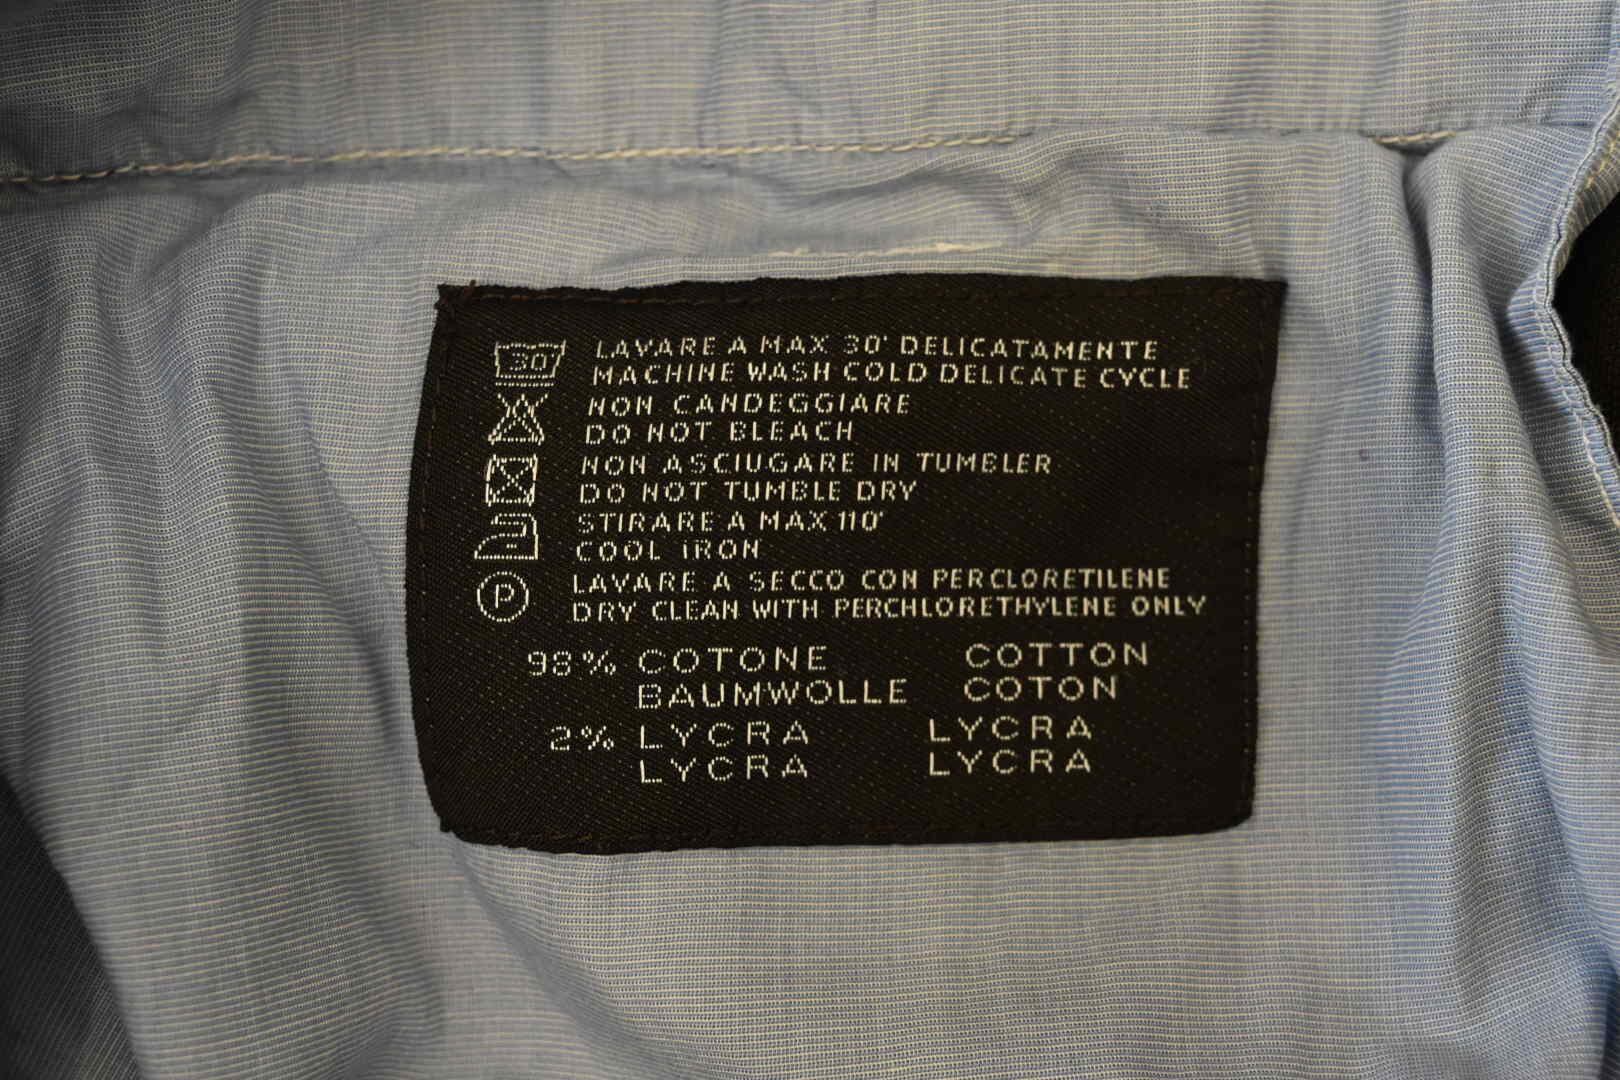 30°
LAVARE A MAX 30° DELICATAMENTE
MACHINE WASH COLD DELICATE CYCLE
NON CANDEGGIARE
DO NOT BLEACH
NON ASCIUGARE IN TUMBLER
DO NOT TUMBLE DRY
STIRARE A MAX 110°
COOL IRON
P
LAVARE A SECCO CON PERCLORETILENE
DRY CLEAN WITH PERCHLORETHYLENE ONLY
98% COTONE COTTON
BAUMWOLLE COTON
2% LYCRA LYCRA
LYCRA LYCRA